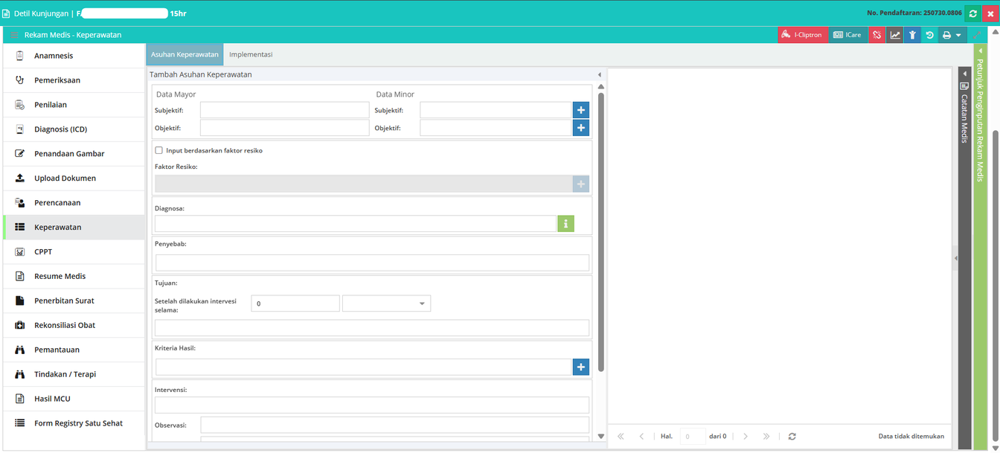 Detil Kunjungan | F
15hr
No. Pendaftaran: 250730.0806
Rekam Medis - Keperawatan
I-Cliptron
ICare
Anamnesis
Pemeriksaan
Penilaian
Diagnosis (ICD)
Penandaan Gambar
Upload Dokumen
Perencanaan
Keperawatan
CPPT
Resume Medis
Penerbitan Surat
Rekonsiliasi Obat
Pemantauan
Tindakan / Terapi
Hasil MCU
Form Registry Satu Sehat
Asuhan Keperawatan
Implementasi
Tambah Asuhan Keperawatan
Data Mayor
Data Minor
Subjektif:
Subjektif:
Objektif:
Objektif:
Input berdasarkan faktor resiko
Faktor Resiko:
Diagnosa:
Penyebab:
Tujuan:
Setelah dilakukan intervesi
selama:
0
Kriteria Hasil:
Intervensi:
Observasi:
Hal.
0
dari 0
Data tidak ditemukan
Catatan Medis
Petunjuk Penginputan Rekam Medis